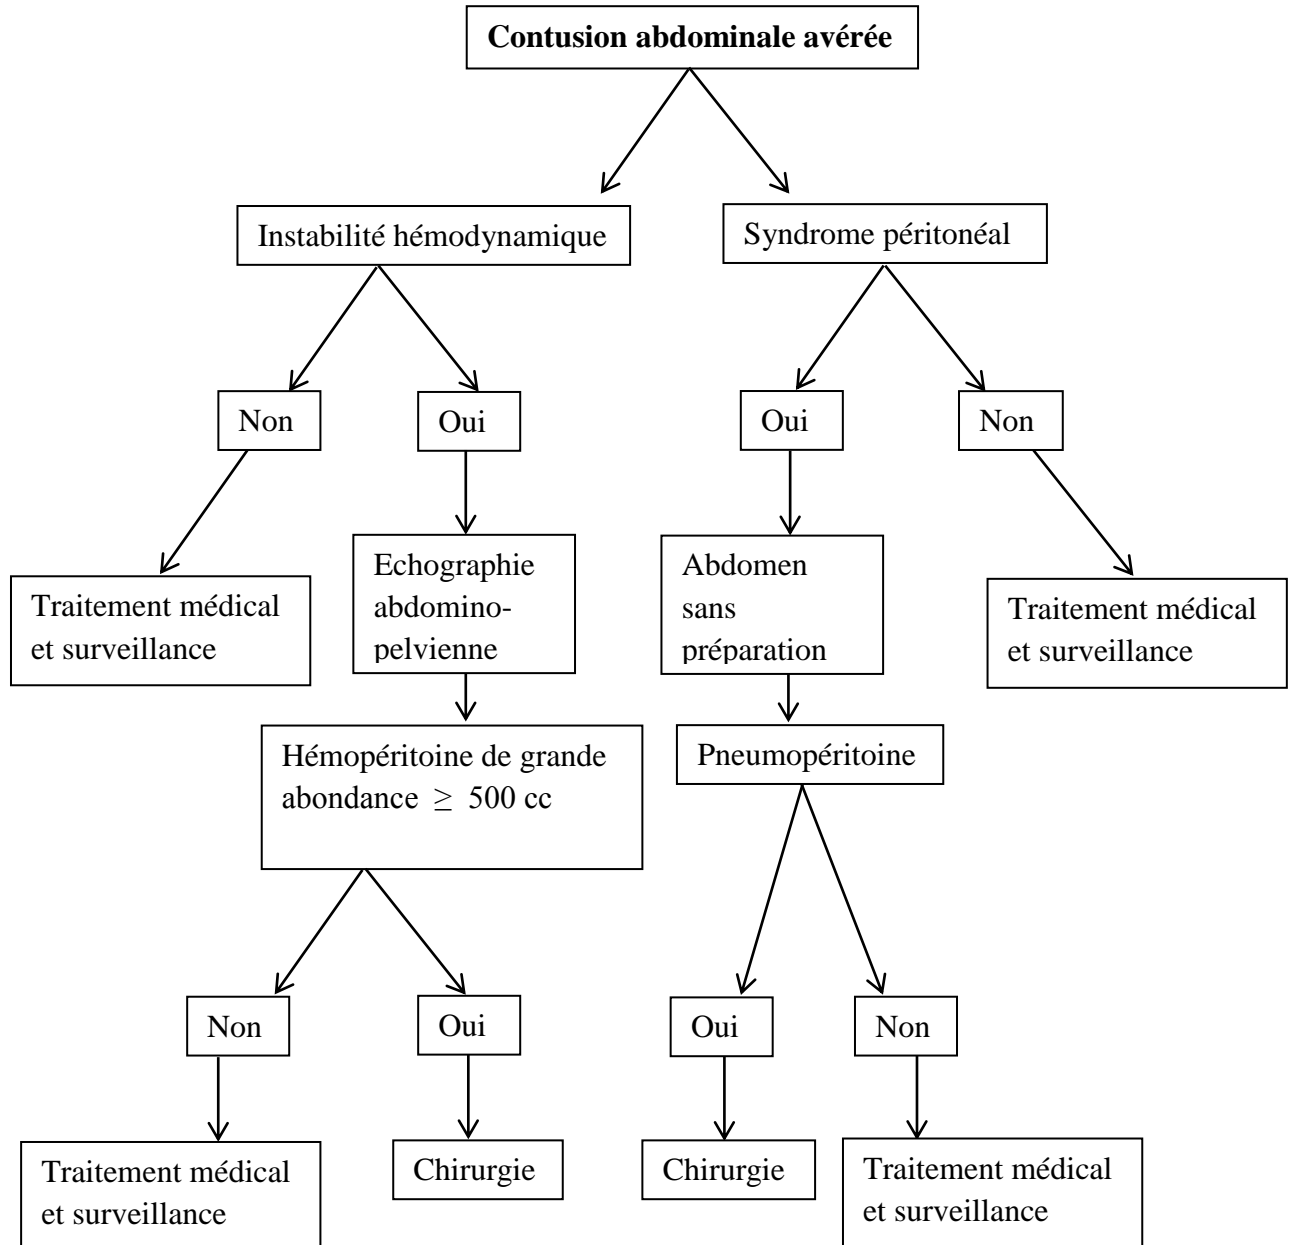 Contusion abdominale avérée
Instabilité hémodynamique
Syndrome péritonéal
Non
Oui
Oui
Non
Traitement médical
et surveillance
Echographie
abdomino-
pelvienne
Abdomen
sans
préparation
Traitement médical
et surveillance
Hémopéritoine de grande
abondance ≥ 500 cc
Pneumopéritoine
Non
Oui
Oui
Non
Traitement médical
et surveillance
Chirurgie
Chirurgie
Traitement médical
et surveillance